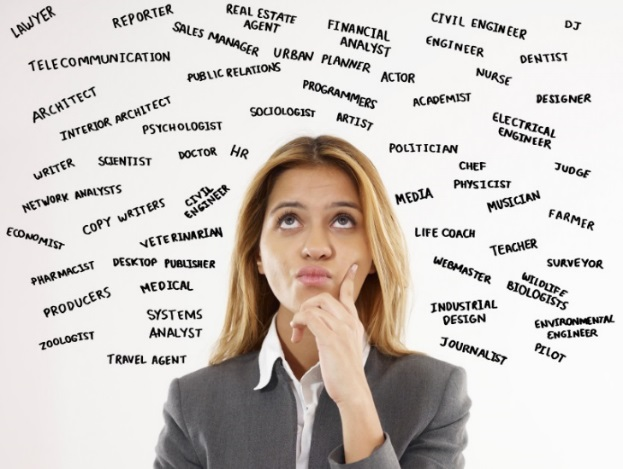 LAWYER
REPORTER
REAL ESTATE
AGENT
SALES MANAGER
FINANCIAL
ANALYST
CIVIL ENGINEER
DJ
TELECOMMUNICATION
URBAN PLANNER
ENGINEER
DENTIST
PUBLIC RELATIONS
ACTOR
NURSE
ARCHITECT
PROGRAMMERS
ACADEMIST
DESIGNER
INTERIOR ARCHITECT
PSYCHOLOGIST
SOCIOLOGIST
ARTIST
ELECTRICAL
ENGINEER
WRITER
SCIENTIST
DOCTOR
HR
POLITICIAN
CHEF
JUDGE
NETWORK ANALYSTS
CIVIL
ENGINEER
MEDIA
PHYSICIST
MUSICIAN
COPY WRITERS
FARMER
ECONOMIST
VETERINARIAN
LIFE COACH
TEACHER
PHARMACIST
DESKTOP PUBLISHER
WEBMASTER
SURVEYOR
MEDICAL
WILDLIFE
BIOLOGISTS
PRODUCERS
SYSTEMS
ANALYST
INDUSTRIAL
DESIGN
ENVIRONMENTAL
ENGINEER
ZOOLOGIST
TRAVEL AGENT
JOURNALIST
PILOT